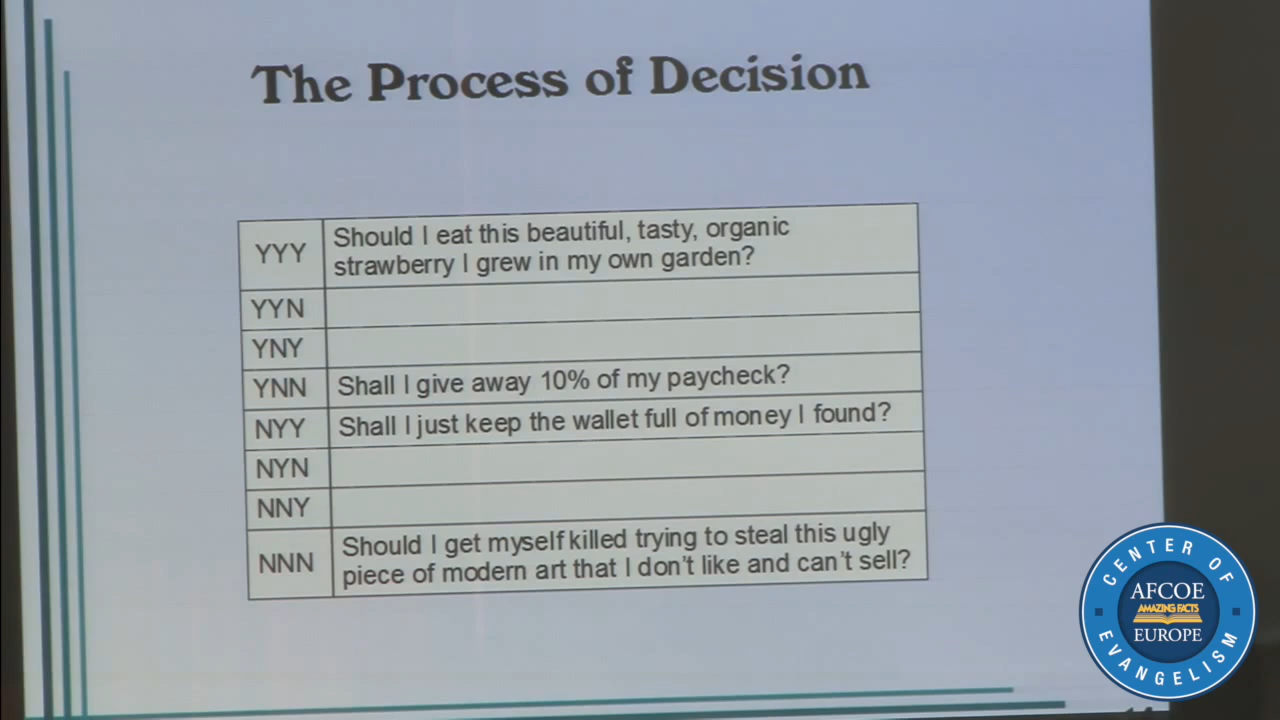 The Process of Decision
YYY
Should I eat this beautiful, tasty, organic
strawberry I grew in my own garden?
YYN
YNY
YNN
Shall I give away 10% of my paycheck?
NYY
Shall I just keep the wallet full of money I found?
NYN
NNY
NNN
Should I get myself killed trying to steal this ugly
piece of modern art that I don't like and can't sell?
CENTER OF
AFCOE
AMAZING FACTS
EUROPE
EVANGELISM